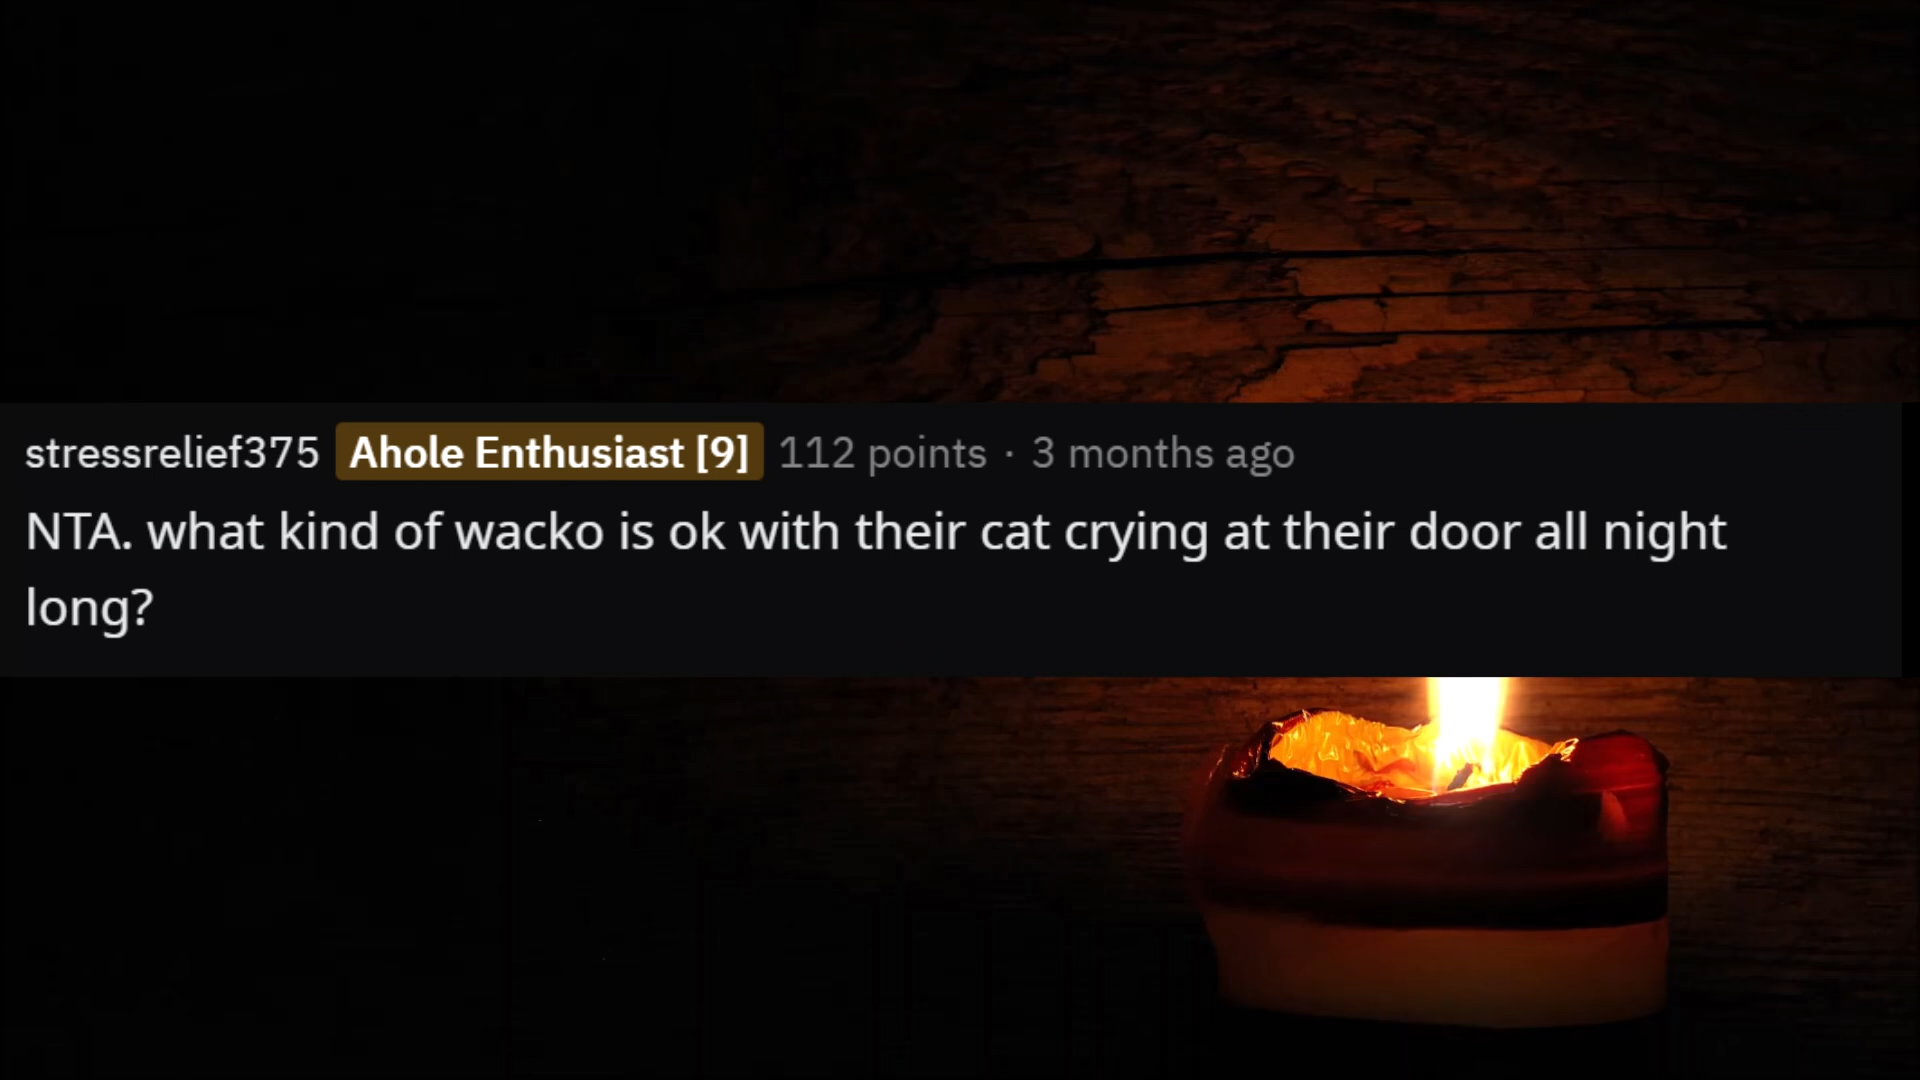 stressrelief375 Ahole Enthusiast [9] 112 points · 3 months ago
NTA. what kind of wacko is ok with their cat crying at their door all night
long?